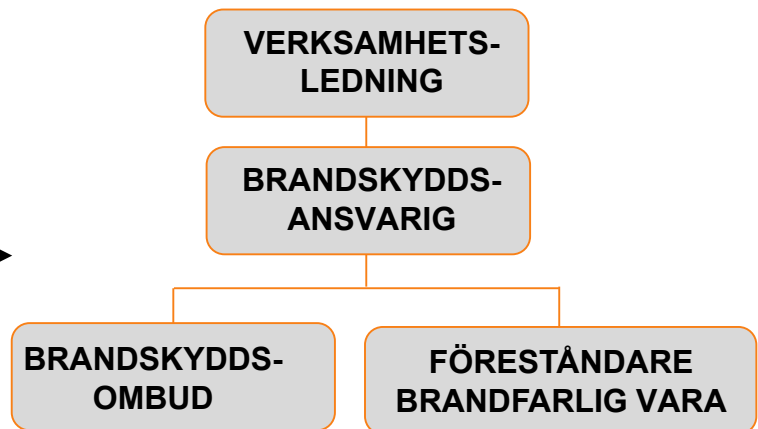 VERKSAMHETS-
LEDNING
BRANDSKYDDS-
ANSVARIG
BRANDSKYDDS-
OMBUD
FÖRESTÅNDARE
BRANDFARLIG VARA